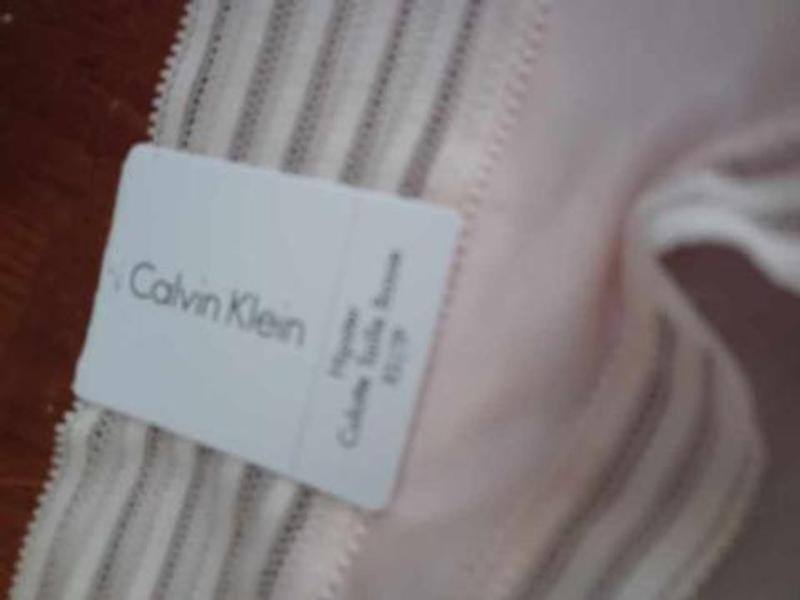 Calvin Klein
Hipster
Culotte Taille Basse